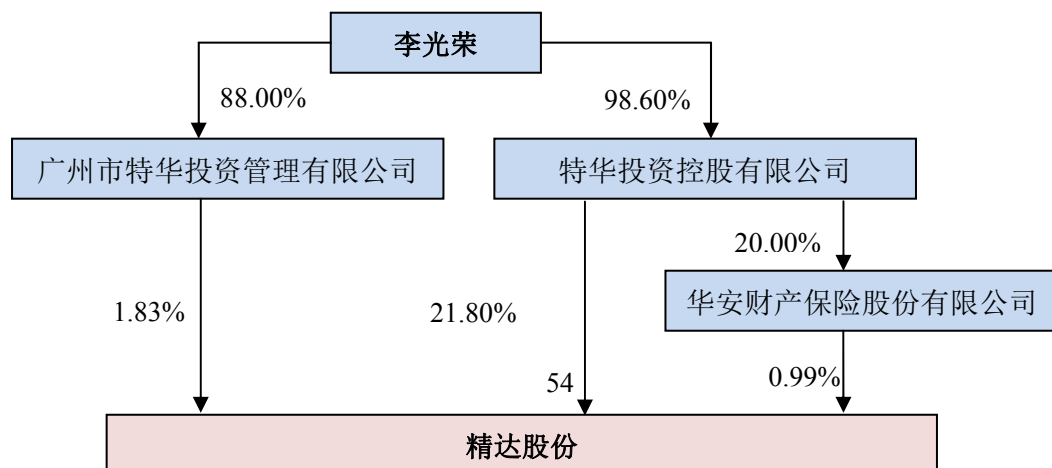 李光荣
88.00%
98.60%
广州市特华投资管理有限公司
特华投资控股有限公司
20.00%
华安财产保险股份有限公司
1.83%
21.80%
54
0.99%
精达股份